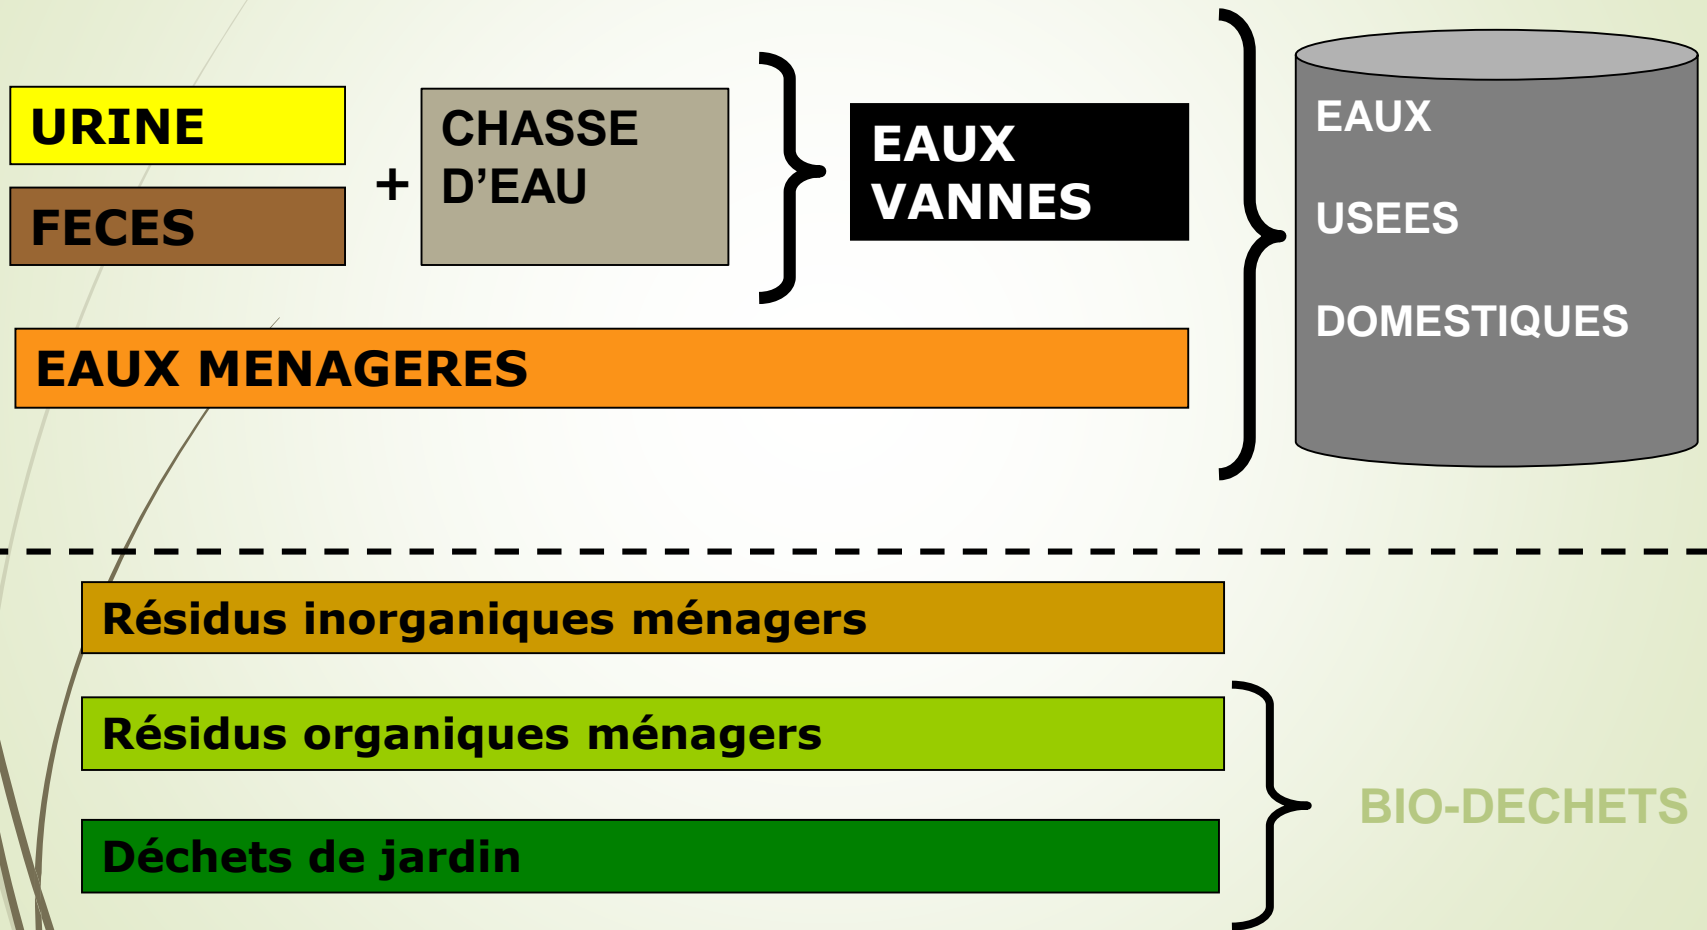 URINE
FECES
+
CHASSE
D’EAU
EAUX
VANNES
EAUX MENAGERES
EAUX
USEES
DOMESTIQUES
Résidus inorganiques ménagers
Résidus organiques ménagers
Déchets de jardin
BIO-DECHETS